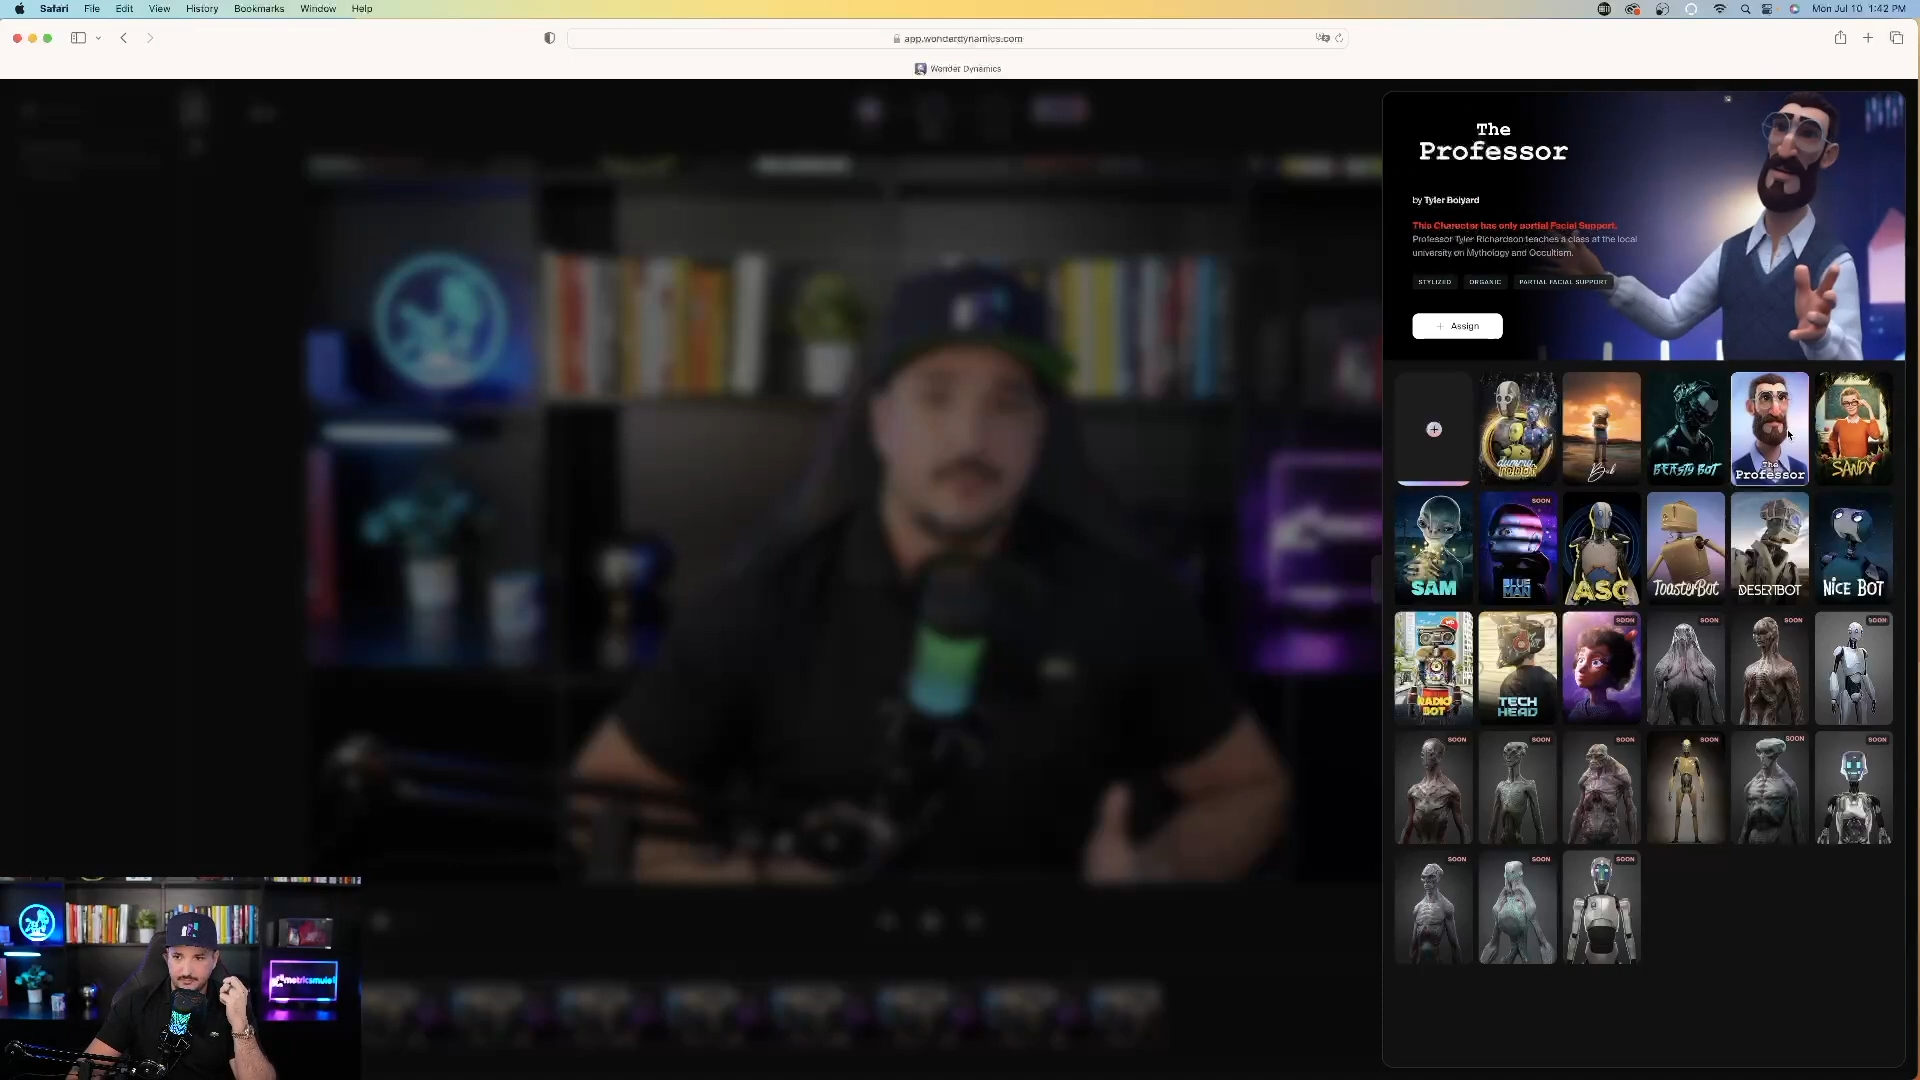 Safari File Edit View History Bookmarks Window Help
Mon Jul 10 1:42 PM
app.wonderdynamics.com
Wonder Dynamics
The
Professor
by Tyler Bolyard
This Character has only partial Facial Support.
Professor Tyler Richardson teaches a class at the local
university on Mythology and Occultism.
STYLIZED ORGANIC PARTIAL FACIAL SUPPORT
+ Assign
Bob
BEASTY BOT
The
Professor
SANDY
SOON
SAM
BLUE
MAN
ASC
ToasterBot
DESERTBOT
NiCE BOT
SOON
SOON
SOON
SOON
RADIO
BOT
TECH
HEAD
SOON
SOON
SOON
SOON
SOON
SOON
SOON
SOON
SOON
metricsmule